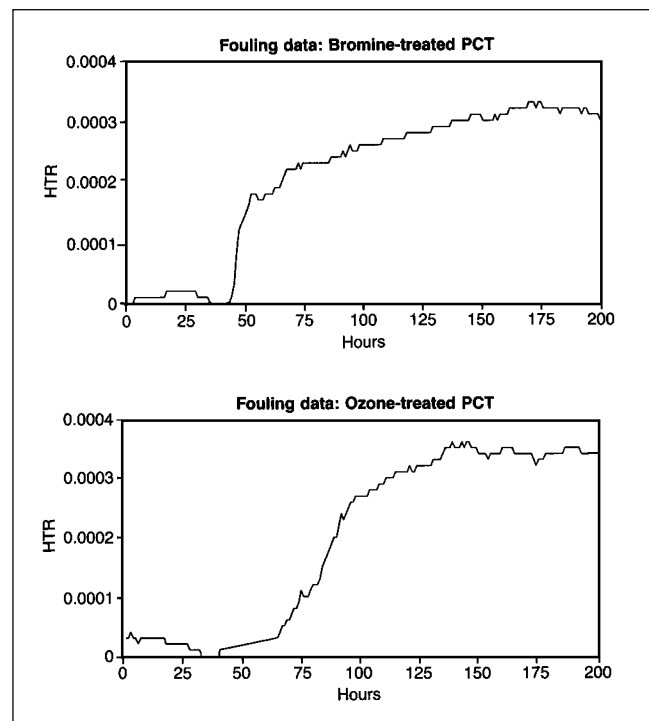 Fouling data: Bromine-treated PCT
0.0004
0.0003
0.0002
0.0001
0
HTR
0 25 50 75 100 125 150 175 200
Hours
Fouling data: Ozone-treated PCT
0.0004
0.0003
0.0002
0.0001
0
HTR
0 25 50 75 100 125 150 175 200
Hours